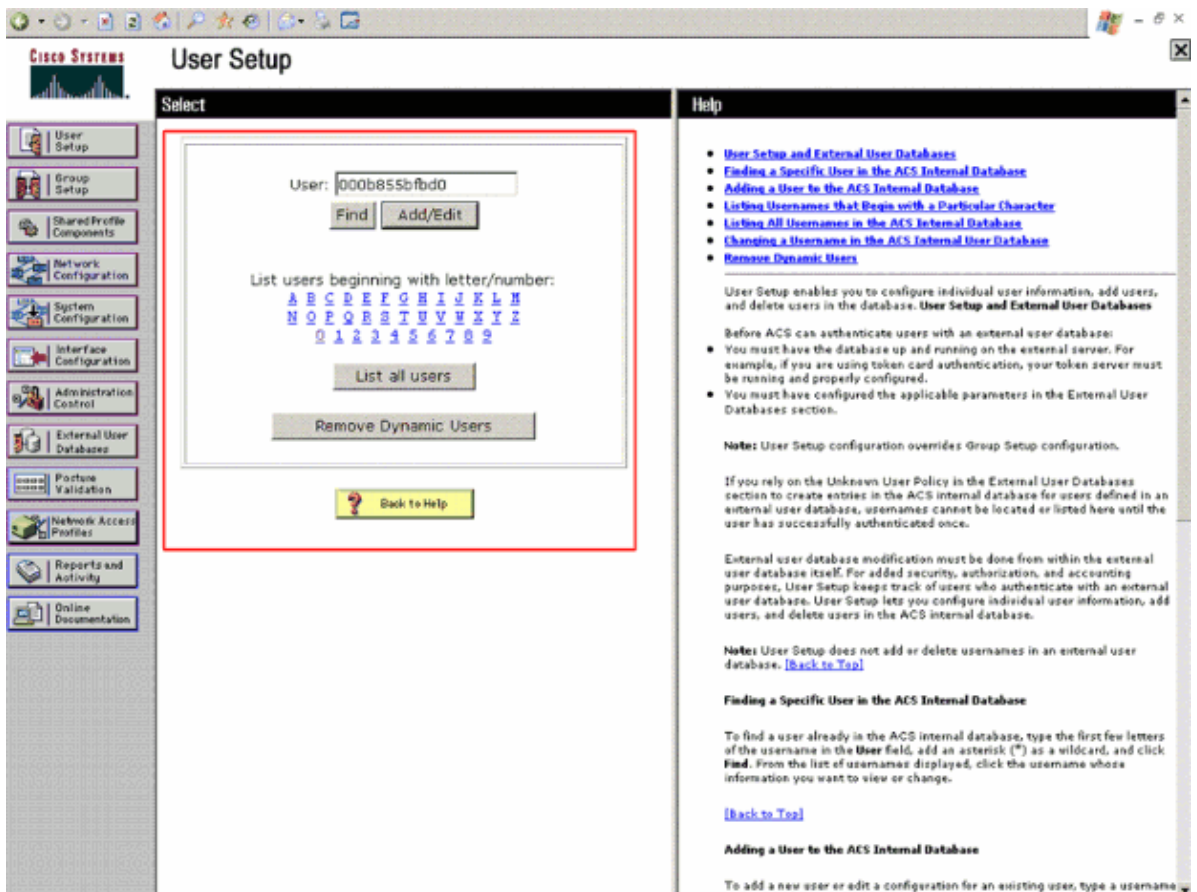 Cisco Systems
User Setup
Select
User Setup
Group Setup
Shared Profile Components
Network Configuration
System Configuration
Interface Configuration
Administration Control
External User Databases
Posture Validation
Network Access Profiles
Reports and Activity
Online Documentation
User: 000b855bfbd0
Find Add/Edit
List users beginning with letter/number:
A B C D E F G H I J K L M
N O P Q R S T U V W X Y Z
0 1 2 3 4 5 6 7 8 9
List all users
Remove Dynamic Users
Back to Help
Help
User Setup and External User Databases
Finding a Specific User in the ACS Internal Database
Adding a User to the ACS Internal Database
Listing Usernames that Begin with a Particular Character
Listing All Usernames in the ACS Internal Database
Changing a Username in the ACS Internal User Database
Remove Dynamic Users
User Setup enables you to configure individual user information, add users,
and delete users in the database. User Setup and External User Databases
Before ACS can authenticate users with an external user database:
You must have the database up and running on the external server. For
example, if you are using token card authentication, your token server must
be running and properly configured.
You must have configured the applicable parameters in the External User
Databases section.
Note: User Setup configuration overrides Group Setup configuration.
If you rely on the Unknown User Policy in the External User Databases
section to create entries in the ACS internal database for users defined in an
external user database, usernames cannot be located or listed here until the
user has successfully authenticated once.
External user database modification must be done from within the external
user database itself. For added security, authorization, and accounting
purposes, User Setup keeps track of users who authenticate with an external
user database. User Setup lets you configure individual user information, add
users, and delete users in the ACS internal database.
Note: User Setup does not add or delete usernames in an external user
database. [Back to Top]
Finding a Specific User in the ACS Internal Database
To find a user already in the ACS internal database, type the first few letters
of the username in the User field, add an asterisk (*) as a wildcard, and click
Find. From the list of usernames displayed, click the username whose
information you want to view or change.
[Back to Top]
Adding a User to the ACS Internal Database
To add a new user or edit a configuration for an existing user, type a username